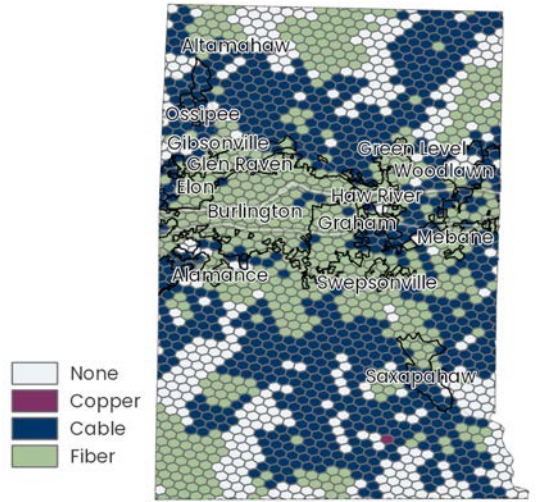 Altamahaw
Ossipee
Gibsonville
Green Level
Glen Raven
Woodlawn
Elon
Haw River
Burlington
Graham
Mebane
Alamance
Swepsonville
Saxapahaw
None
Copper
Cable
Fiber